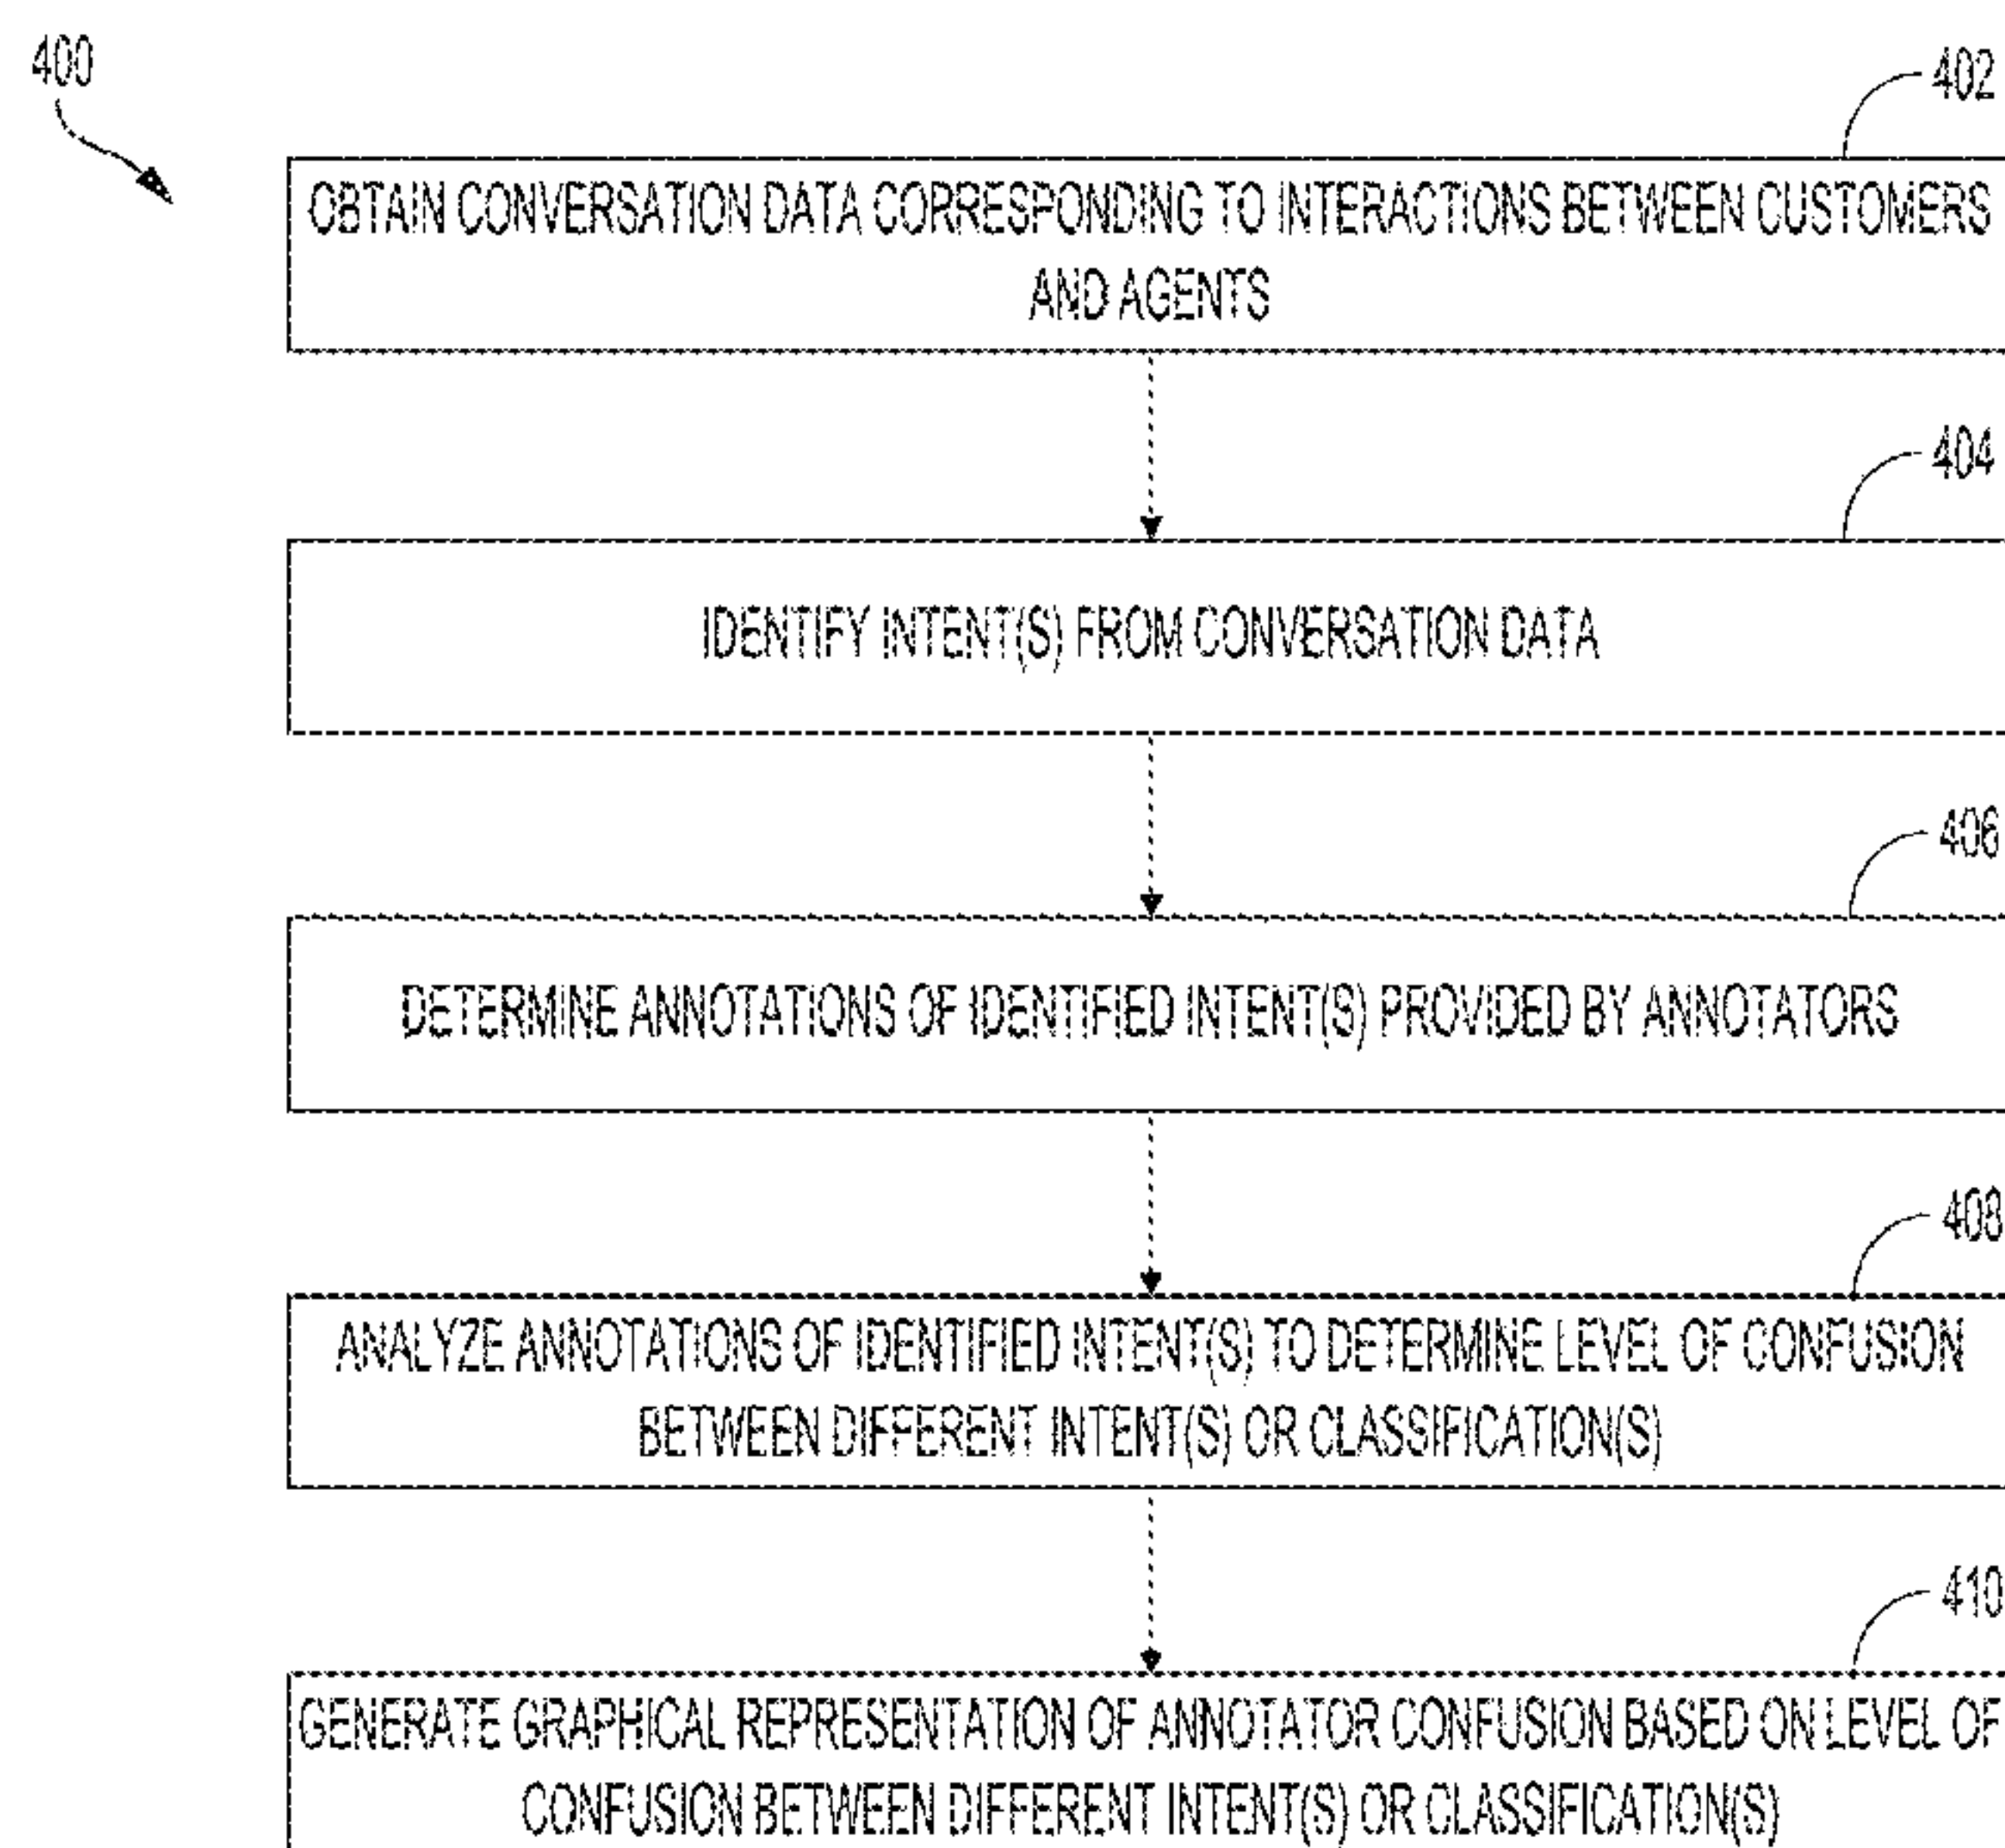 400
402
OBTAIN CONVERSATION DATA CORRESPONDING TO INTERACTIONS BETWEEN CUSTOMERS
AND AGENTS
404
IDENTIFY INTENT(S) FROM CONVERSATION DATA
406
DETERMINE ANNOTATIONS OF IDENTIFIED INTENT(S) PROVIDED BY ANNOTATORS
408
ANALYZE ANNOTATIONS OF IDENTIFIED INTENT(S) TO DETERMINE LEVEL OF CONFUSION
BETWEEN DIFFERENT INTENT(S) OR CLASSIFICATION(S)
410
GENERATE GRAPHICAL REPRESENTATION OF ANNOTATOR CONFUSION BASED ON LEVEL OF
CONFUSION BETWEEN DIFFERENT INTENT(S) OR CLASSIFICATION(S)